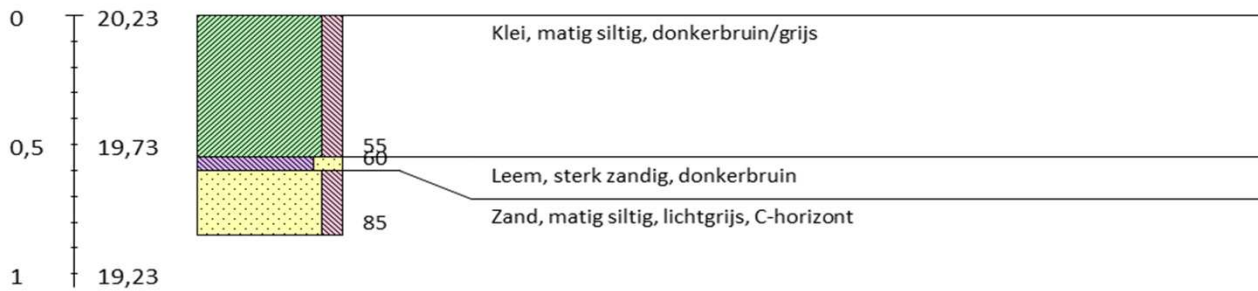 0 20,23
Klei, matig siltig, donkerbruin/grijs
0,5 19,73 55
60
Leem, sterk zandig, donkerbruin
Zand, matig siltig, lichtgrijs, C-horizont
85
1 19,23